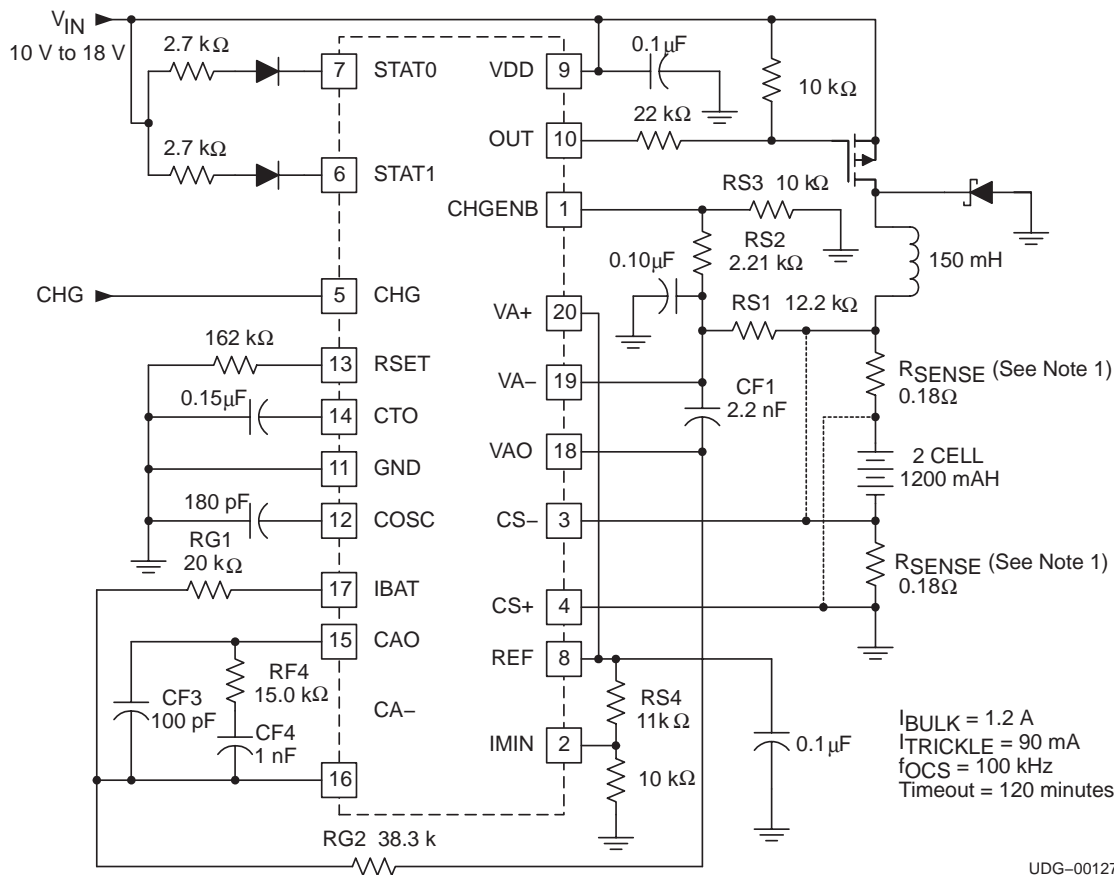 VIN
10 V to 18 V
2.7 kΩ
7
STAT0
2.7 kΩ
6
STAT1
CHG
5
CHG
162 kΩ
13
RSET
0.15μF
14
CTO
11
GND
180 pF
12
COSC
RG1
20 kΩ
17
IBAT
15
CAO
RF4
15.0 kΩ
CF3
100 pF
CF4
1 nF
CA–
16
RG2 38.3 k
VDD
9
0.1μF
10 kΩ
OUT
10
22 kΩ
CHGENB
1
RS3 10 kΩ
RS2
2.21 kΩ
0.10μF
150 mH
VA+
20
RS1 12.2 kΩ
VA–
19
CF1
2.2 nF
RSENSE (See Note 1)
0.18Ω
VAO
18
2 CELL
1200 mAH
CS–
3
RSENSE (See Note 1)
0.18Ω
CS+
4
REF
8
RS4
11k Ω
IMIN
2
10 kΩ
0.1μF
IBULK = 1.2 A
ITRICKLE = 90 mA
fOCS = 100 kHz
Timeout = 120 minutes
UDG–00127